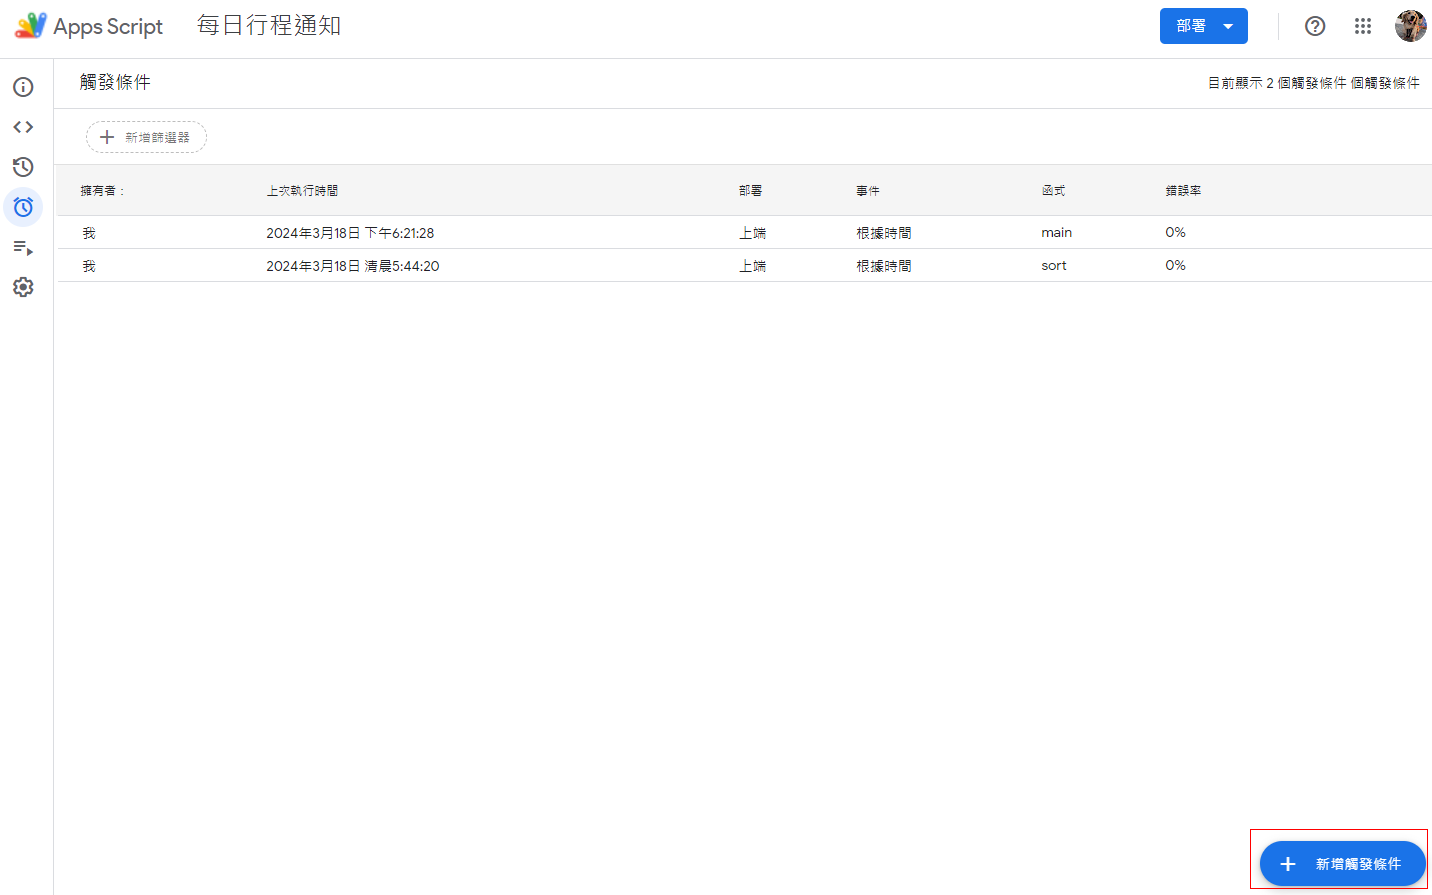 Apps Script 每日行程通知 部署
觸發條件 目前顯示 2 個觸發條件 個觸發條件
新增篩選器
擁有者： 上次執行時間 部署 事件 函式 錯誤率
我 2024年3月18日 下午6:21:28 上端 根據時間 main 0%
我 2024年3月18日 清晨5:44:20 上端 根據時間 sort 0%
新增觸發條件